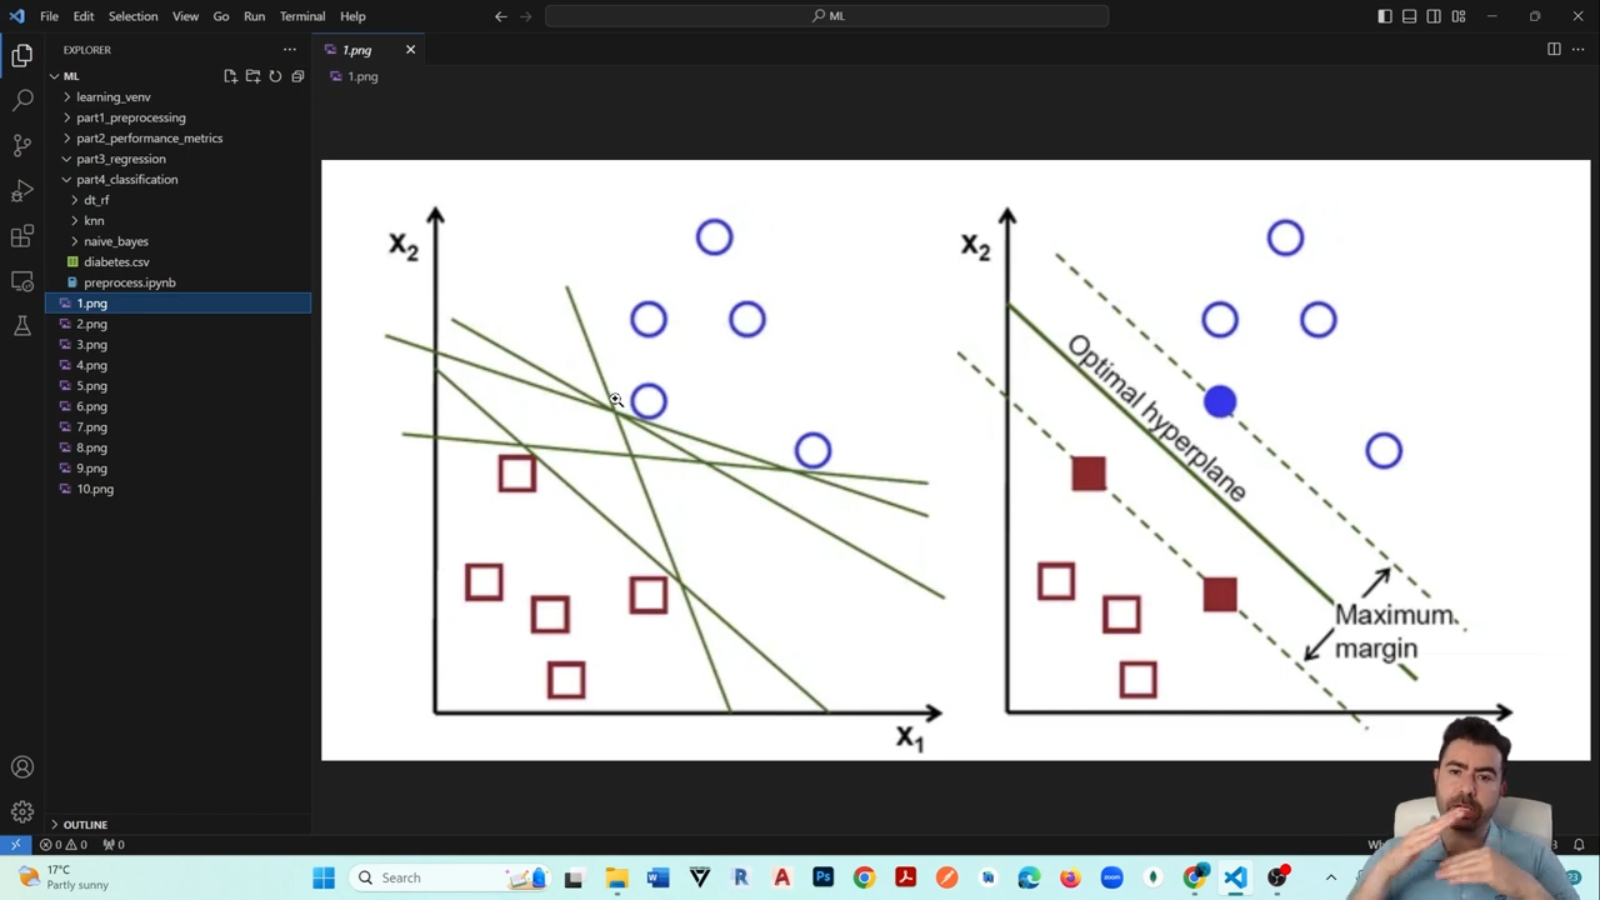 File Edit Selection View Go Run Terminal Help
ML
EXPLORER
ML
learning_venv
part1_preprocessing
part2_performance_metrics
part3_regression
part4_classification
dt_rf
knn
naive_bayes
diabetes.csv
preprocess.ipynb
1.png
2.png
3.png
4.png
5.png
6.png
7.png
8.png
9.png
10.png
OUTLINE
1.png
1.png
X2
X1
X2
Optimal hyperplane
Maximum
margin
0 0 0
17°C
Partly sunny
Search